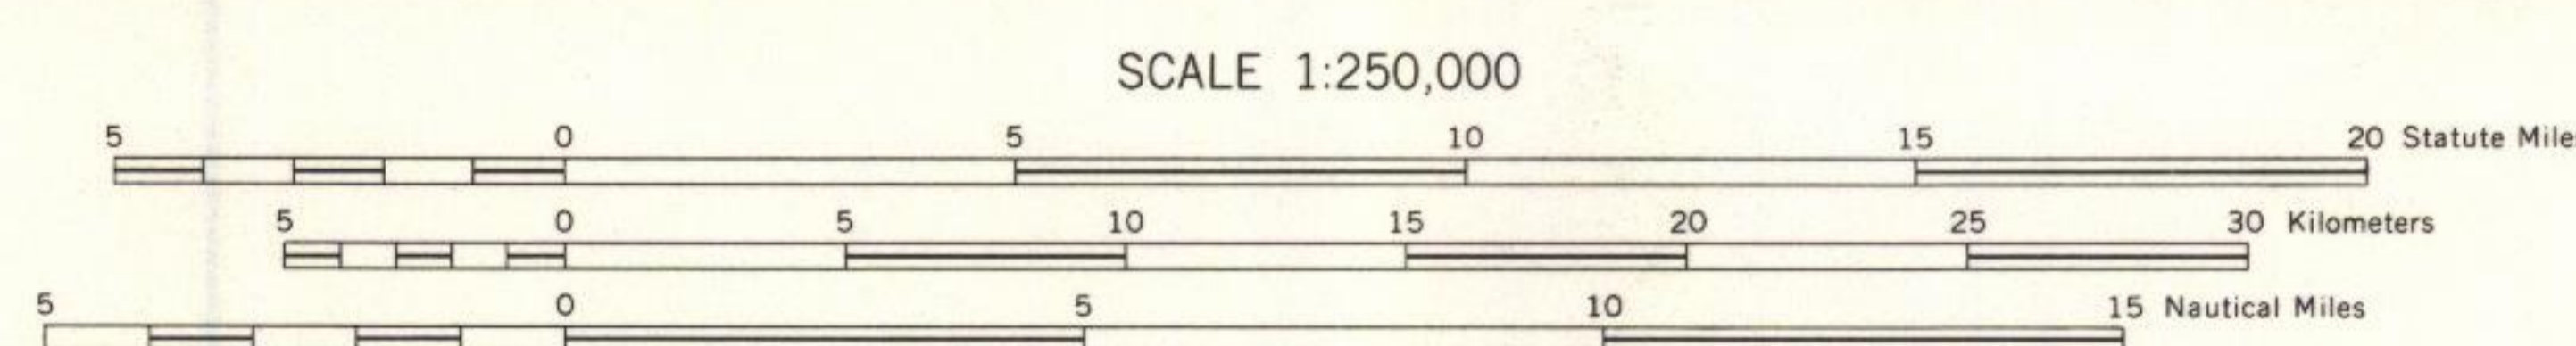 SCALE 1:250,000
5 0 5 10 15 20 Statute Mile
5 0 5 10 15 20 25 30 Kilometers
5 0 5 10 15 Nautical Miles